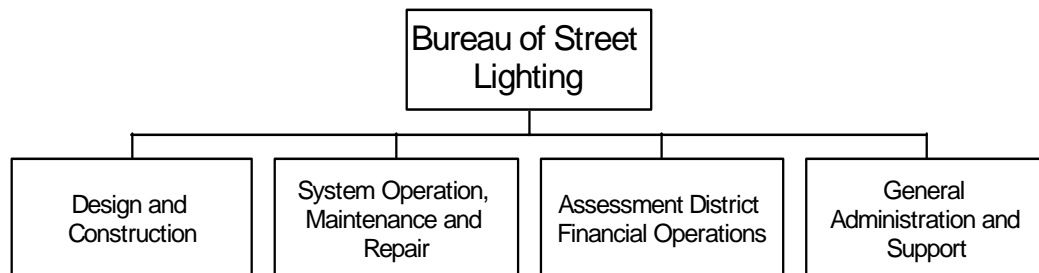 Bureau of Street
Lighting
Design and
Construction
System Operation,
Maintenance and
Repair
Assessment District
Financial Operations
General
Administration and
Support